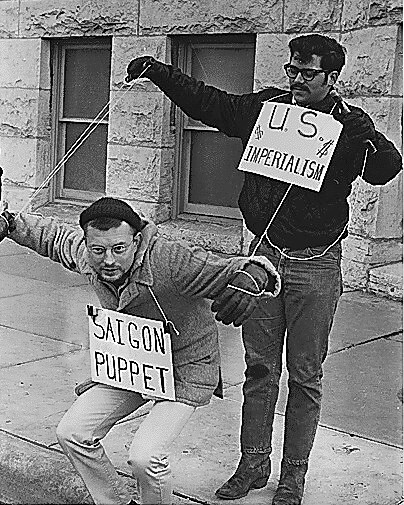 $ U.S. $
IMPERIALISM
SAIGON
PUPPET